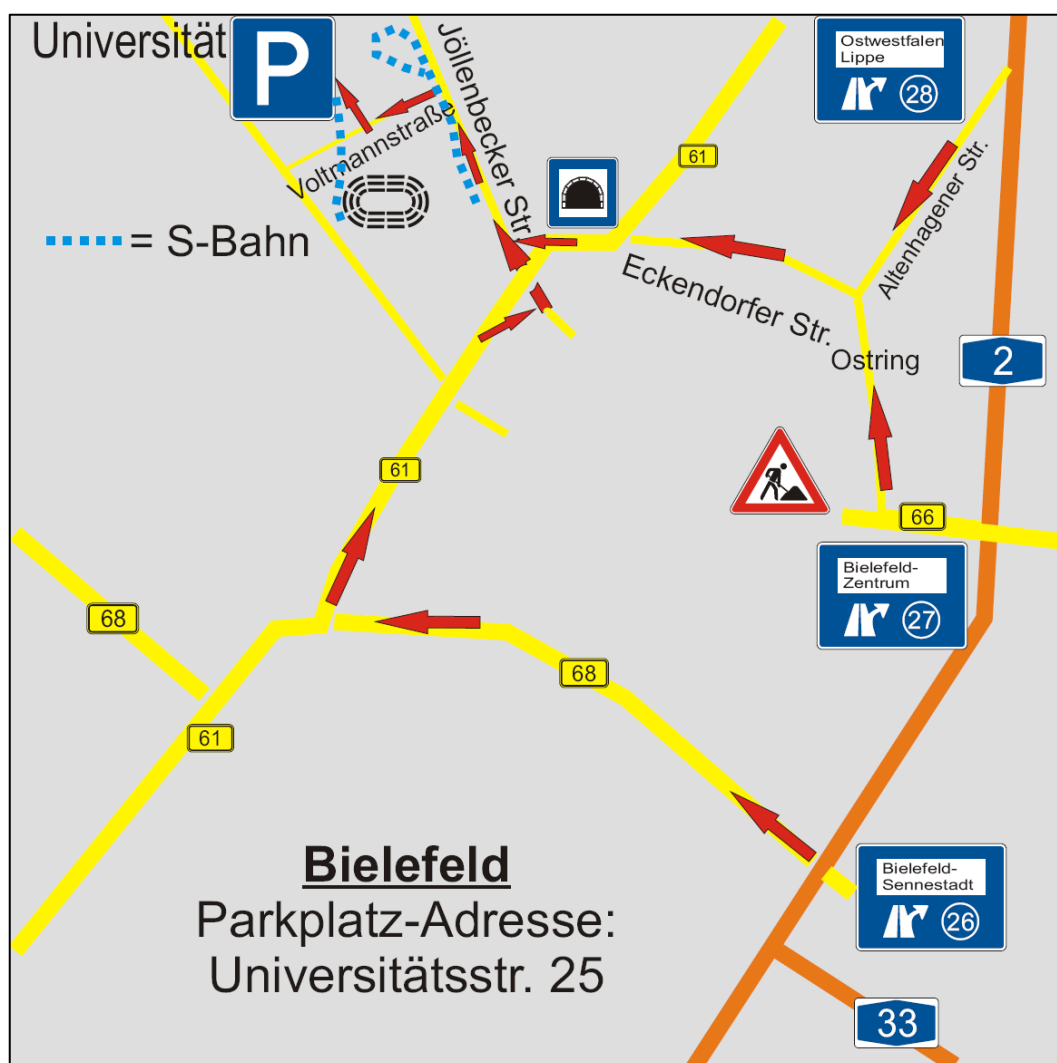 Universität
P
Jöllenbecker Str.
Ostwestfalen
Lippe
28
Voltmannstraße
61
Altenhagener Str.
= S-Bahn
Eckendorfer Str.
Ostring
2
61
66
Bielefeld-
Zentrum
27
68
68
61
Bielefeld
Parkplatz-Adresse:
Universitätsstr. 25
Bielefeld-
Sennestadt
26
33